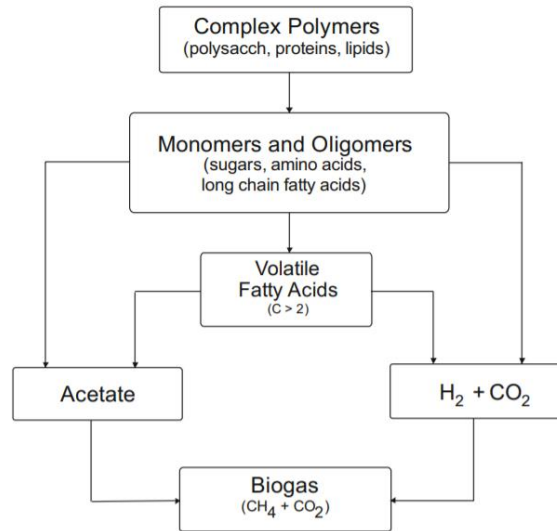 Complex Polymers
(polysacch, proteins, lipids)
Monomers and Oligomers
(sugars, amino acids,
long chain fatty acids)
Volatile
Fatty Acids
(C > 2)
Acetate
H₂ + CO₂
Biogas
(CH₄ + CO₂)